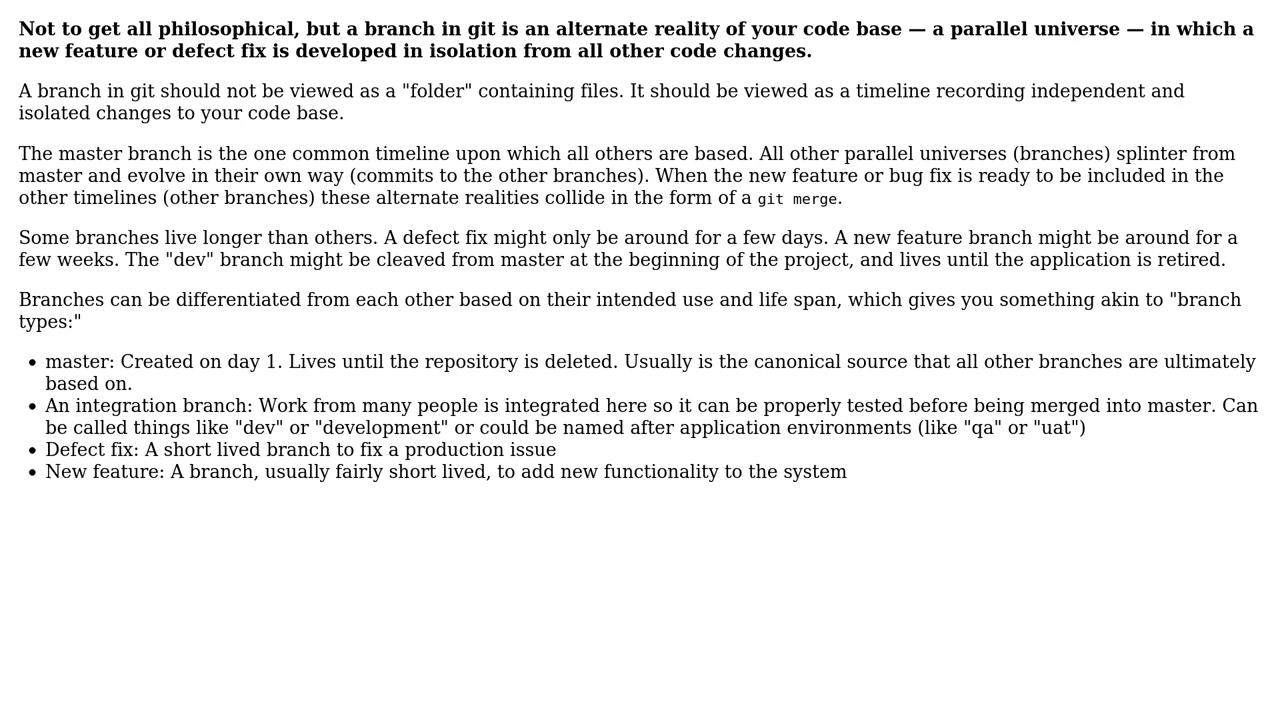 Not to get all philosophical, but a branch in git is an alternate reality of your code base — a parallel universe — in which a
new feature or defect fix is developed in isolation from all other code changes.
A branch in git should not be viewed as a "folder" containing files. It should be viewed as a timeline recording independent and
isolated changes to your code base.
The master branch is the one common timeline upon which all others are based. All other parallel universes (branches) splinter from
master and evolve in their own way (commits to the other branches). When the new feature or bug fix is ready to be included in the
other timelines (other branches) these alternate realities collide in the form of a git merge.
Some branches live longer than others. A defect fix might only be around for a few days. A new feature branch might be around for a
few weeks. The "dev" branch might be cleaved from master at the beginning of the project, and lives until the application is retired.
Branches can be differentiated from each other based on their intended use and life span, which gives you something akin to "branch
types:"
• master: Created on day 1. Lives until the repository is deleted. Usually is the canonical source that all other branches are ultimately
based on.
• An integration branch: Work from many people is integrated here so it can be properly tested before being merged into master. Can
be called things like "dev" or "development" or could be named after application environments (like "qa" or "uat")
• Defect fix: A short lived branch to fix a production issue
• New feature: A branch, usually fairly short lived, to add new functionality to the system